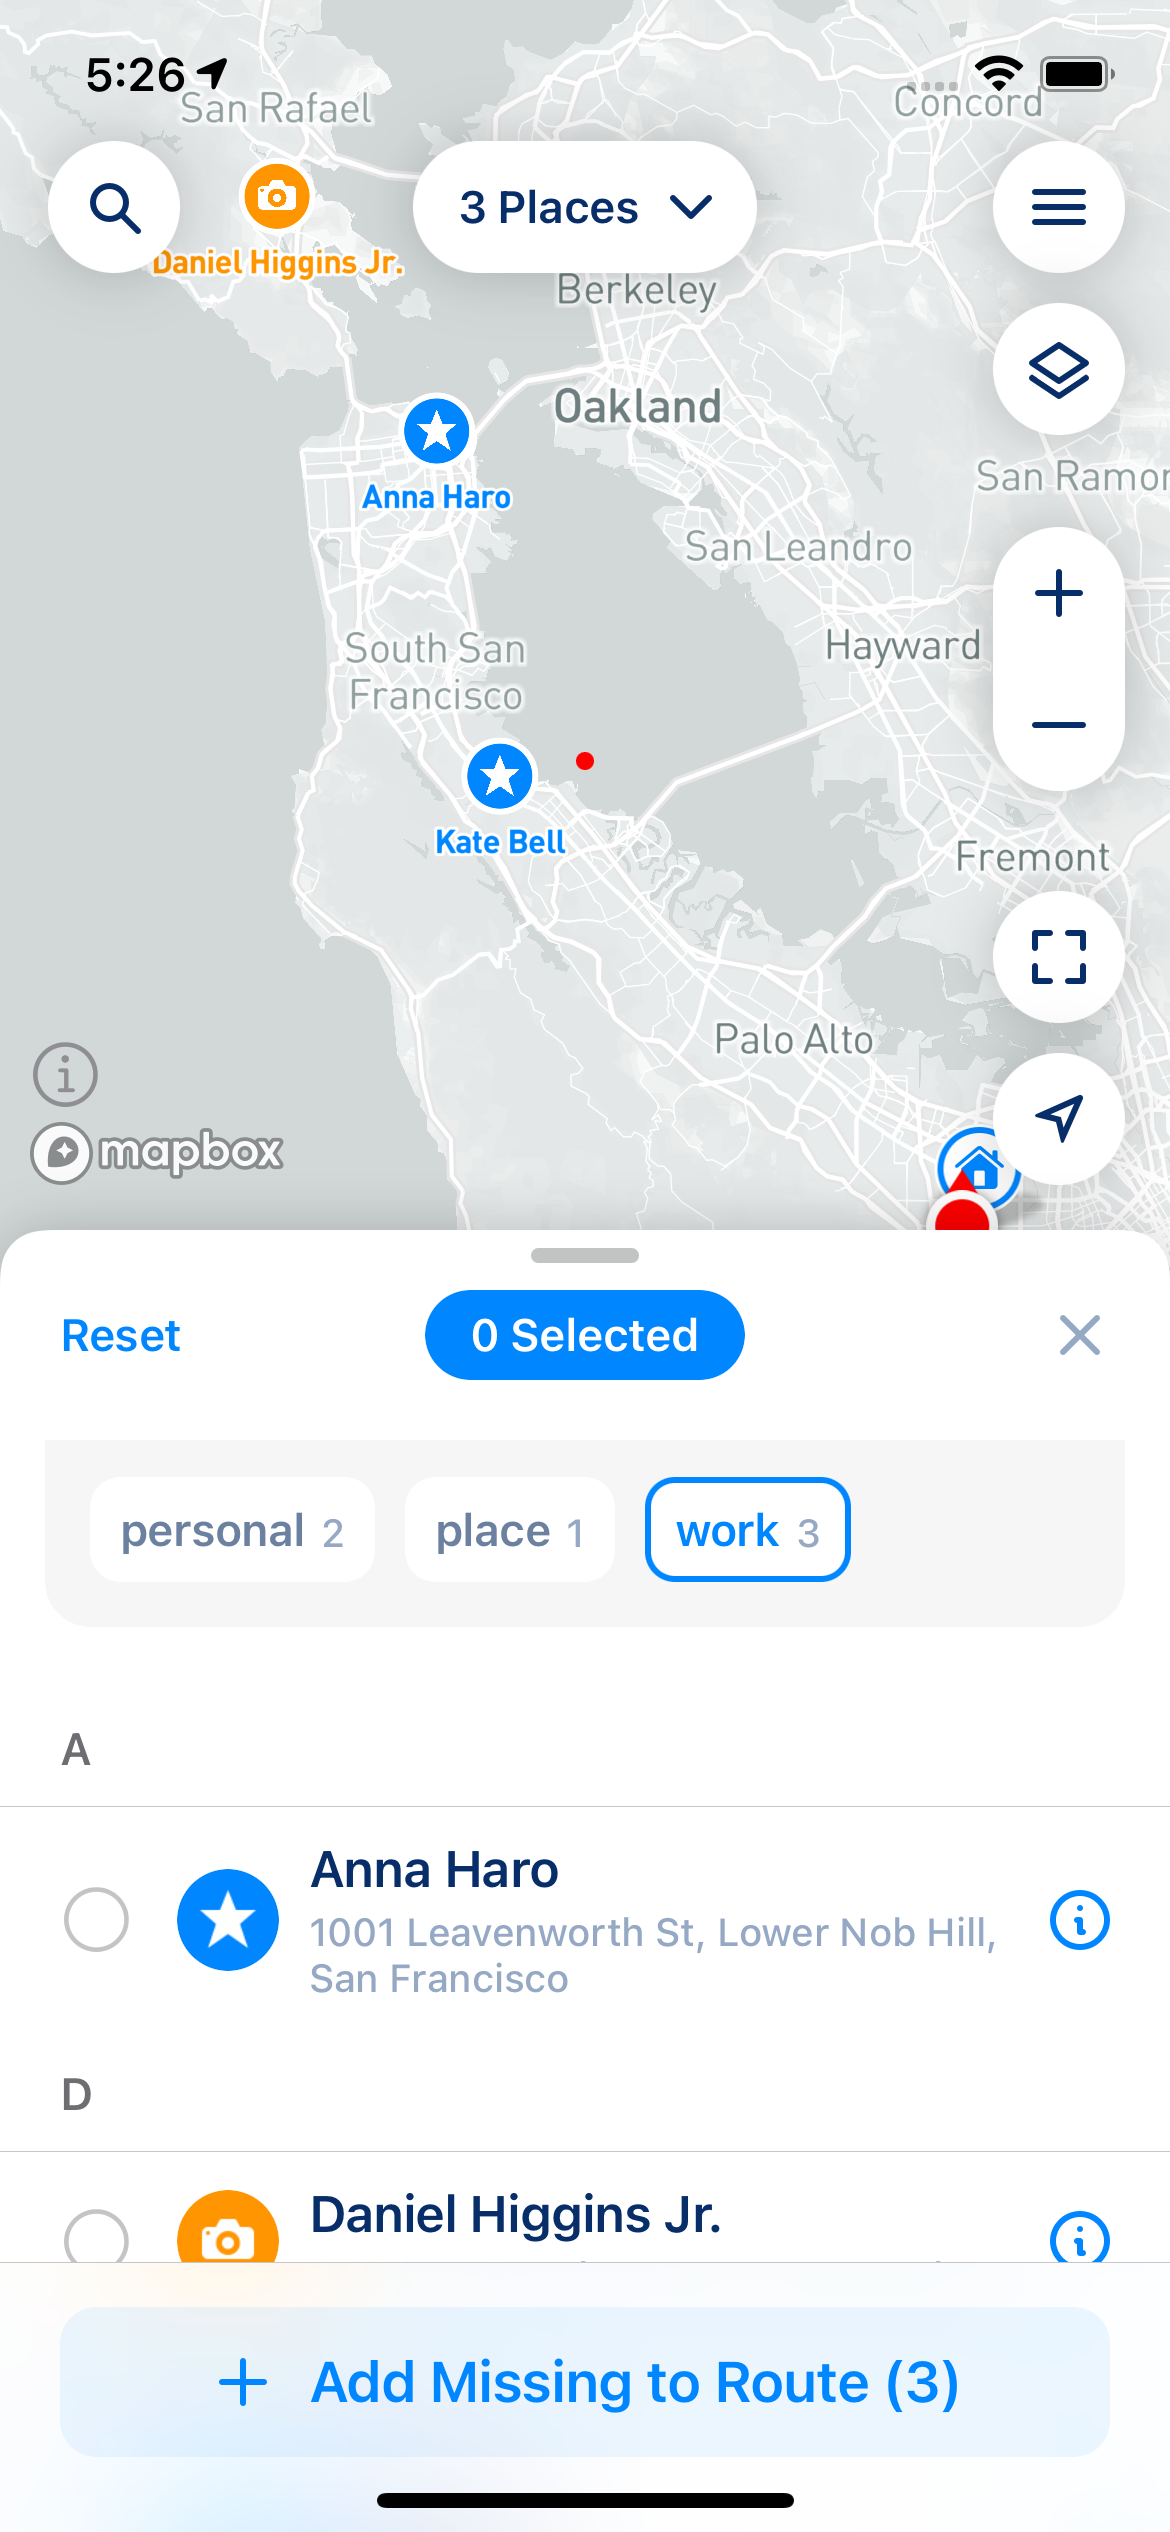 5:26
San Rafael
Concord
3 Places
Daniel Higgins Jr.
Berkeley
Oakland
San Ramo
Anna Haro
San Leandro
Hayward
South San
Francisco
Kate Bell
Fremont
Palo Alto
mapbox
Reset
0 Selected
personal 2
place 1
work 3
A
Anna Haro
1001 Leavenworth St, Lower Nob Hill,
San Francisco
D
Daniel Higgins Jr.
Add Missing to Route (3)